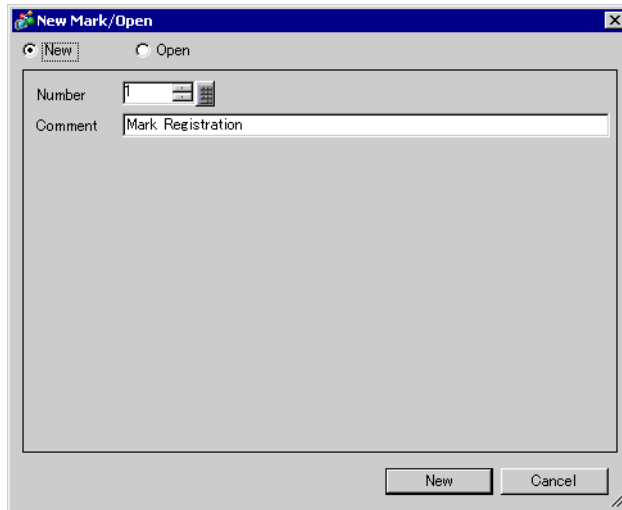 New Mark/Open
New Open
Number 1
Comment Mark Registration
New Cancel